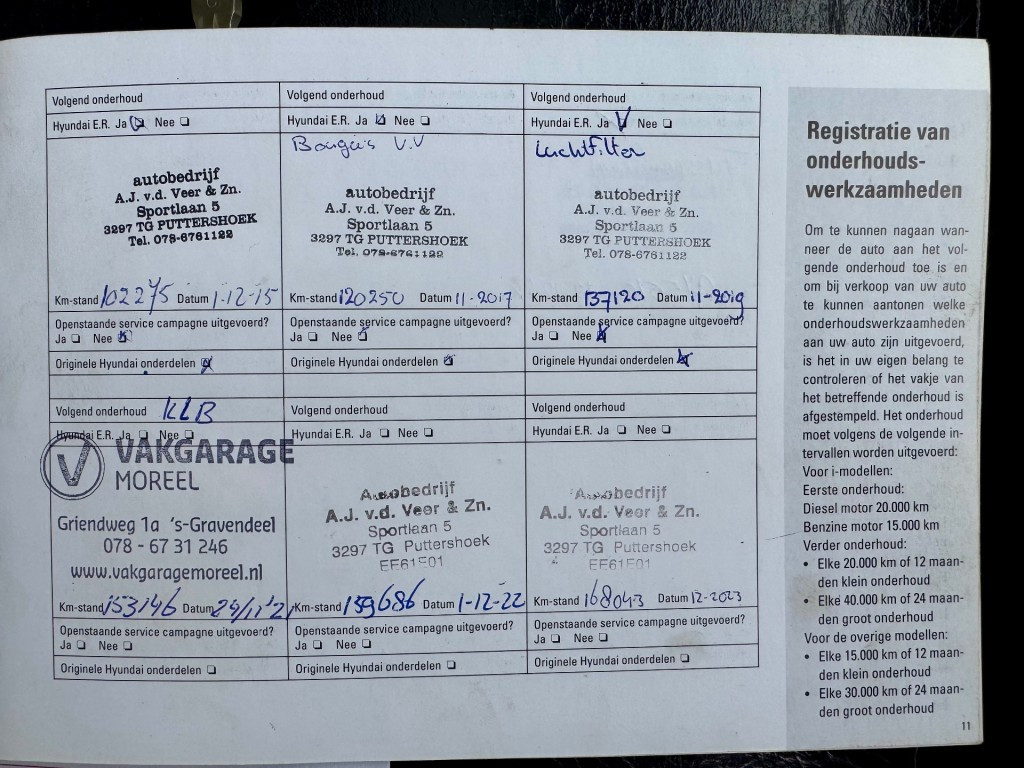 Volgend onderhoud
Hyundai E.R. Ja Nee
autobedrijf
A.J. v.d. Veer & Zn.
Sportlaan 5
3297 TG PUTTERSHOEK
Tel. 078-6761122
Km-stand 102275 Datum 1-12-15
Openstaande service campagne uitgevoerd?
Ja Nee
Originele Hyundai onderdelen
Volgend onderhoud
Hyundai E.R. Ja Nee
Bougies V.V
autobedrijf
A.J. v.d. Veer & Zn.
Sportlaan 5
3297 TG PUTTERSHOEK
Tel. 078-6761122
Km-stand 120250 Datum 11-2017
Openstaande service campagne uitgevoerd?
Ja Nee
Originele Hyundai onderdelen
Volgend onderhoud
Hyundai E.R. Ja Nee
Luchtfilter
autobedrijf
A.J. v.d. Veer & Zn.
Sportlaan 5
3297 TG PUTTERSHOEK
Tel. 078-6761122
Km-stand 137120 Datum 11-2019
Openstaande service campagne uitgevoerd?
Ja Nee
Originele Hyundai onderdelen
Volgend onderhoud KLB
Hyundai E.R. Ja Nee
VAKGARAGE
MOREEL
Griendweg 1a 's-Gravendeel
078 - 67 31 246
www.vakgaragemoreel.nl
Km-stand 153146 Datum 24/11'21
Openstaande service campagne uitgevoerd?
Ja Nee
Originele Hyundai onderdelen
Volgend onderhoud
Hyundai E.R. Ja Nee
Autobedrijf
A.J. v.d. Veer & Zn.
Sportlaan 5
3297 TG Puttershoek
EE61E01
Km-stand 159686 Datum 1-12-22
Openstaande service campagne uitgevoerd?
Ja Nee
Originele Hyundai onderdelen
Volgend onderhoud
Hyundai E.R. Ja Nee
Autobedrijf
A.J. v.d. Veer & Zn.
Sportlaan 5
3297 TG Puttershoek
EE61E01
Km-stand 168043 Datum 12-2023
Openstaande service campagne uitgevoerd?
Ja Nee
Originele Hyundai onderdelen
Registratie van
onderhouds-
werkzaamheden
Om te kunnen nagaan wan-
neer de auto aan het vol-
gende onderhoud toe is en
om bij verkoop van uw auto
te kunnen aantonen welke
onderhoudswerkzaamheden
aan uw auto zijn uitgevoerd,
is het in uw eigen belang te
controleren of het vakje van
het betreffende onderhoud is
afgestempeld. Het onderhoud
moet volgens de volgende in-
tervallen worden uitgevoerd:
Voor i-modellen:
Eerste onderhoud:
Diesel motor 20.000 km
Benzine motor 15.000 km
Verder onderhoud:
• Elke 20.000 km of 12 maan-
den klein onderhoud
• Elke 40.000 km of 24 maan-
den groot onderhoud
Voor de overige modellen:
• Elke 15.000 km of 12 maan-
den klein onderhoud
• Elke 30.000 km of 24 maan-
den groot onderhoud
11